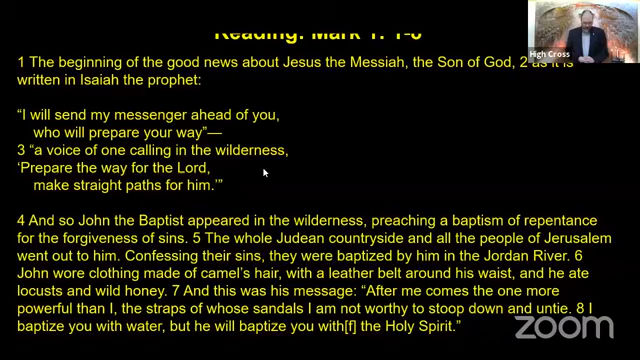 Reading: Mark 1: 1-8
High Cross
1 The beginning of the good news about Jesus the Messiah, the Son of God, 2 as it is
written in Isaiah the prophet:
“I will send my messenger ahead of you,
who will prepare your way”—
3 “a voice of one calling in the wilderness,
‘Prepare the way for the Lord,
make straight paths for him.’”
4 And so John the Baptist appeared in the wilderness, preaching a baptism of repentance
for the forgiveness of sins. 5 The whole Judean countryside and all the people of Jerusalem
went out to him. Confessing their sins, they were baptized by him in the Jordan River. 6
John wore clothing made of camel’s hair, with a leather belt around his waist, and he ate
locusts and wild honey. 7 And this was his message: “After me comes the one more
powerful than I, the straps of whose sandals I am not worthy to stoop down and untie. 8 I
baptize you with water, but he will baptize you with[f] the Holy Spirit.”
zoom